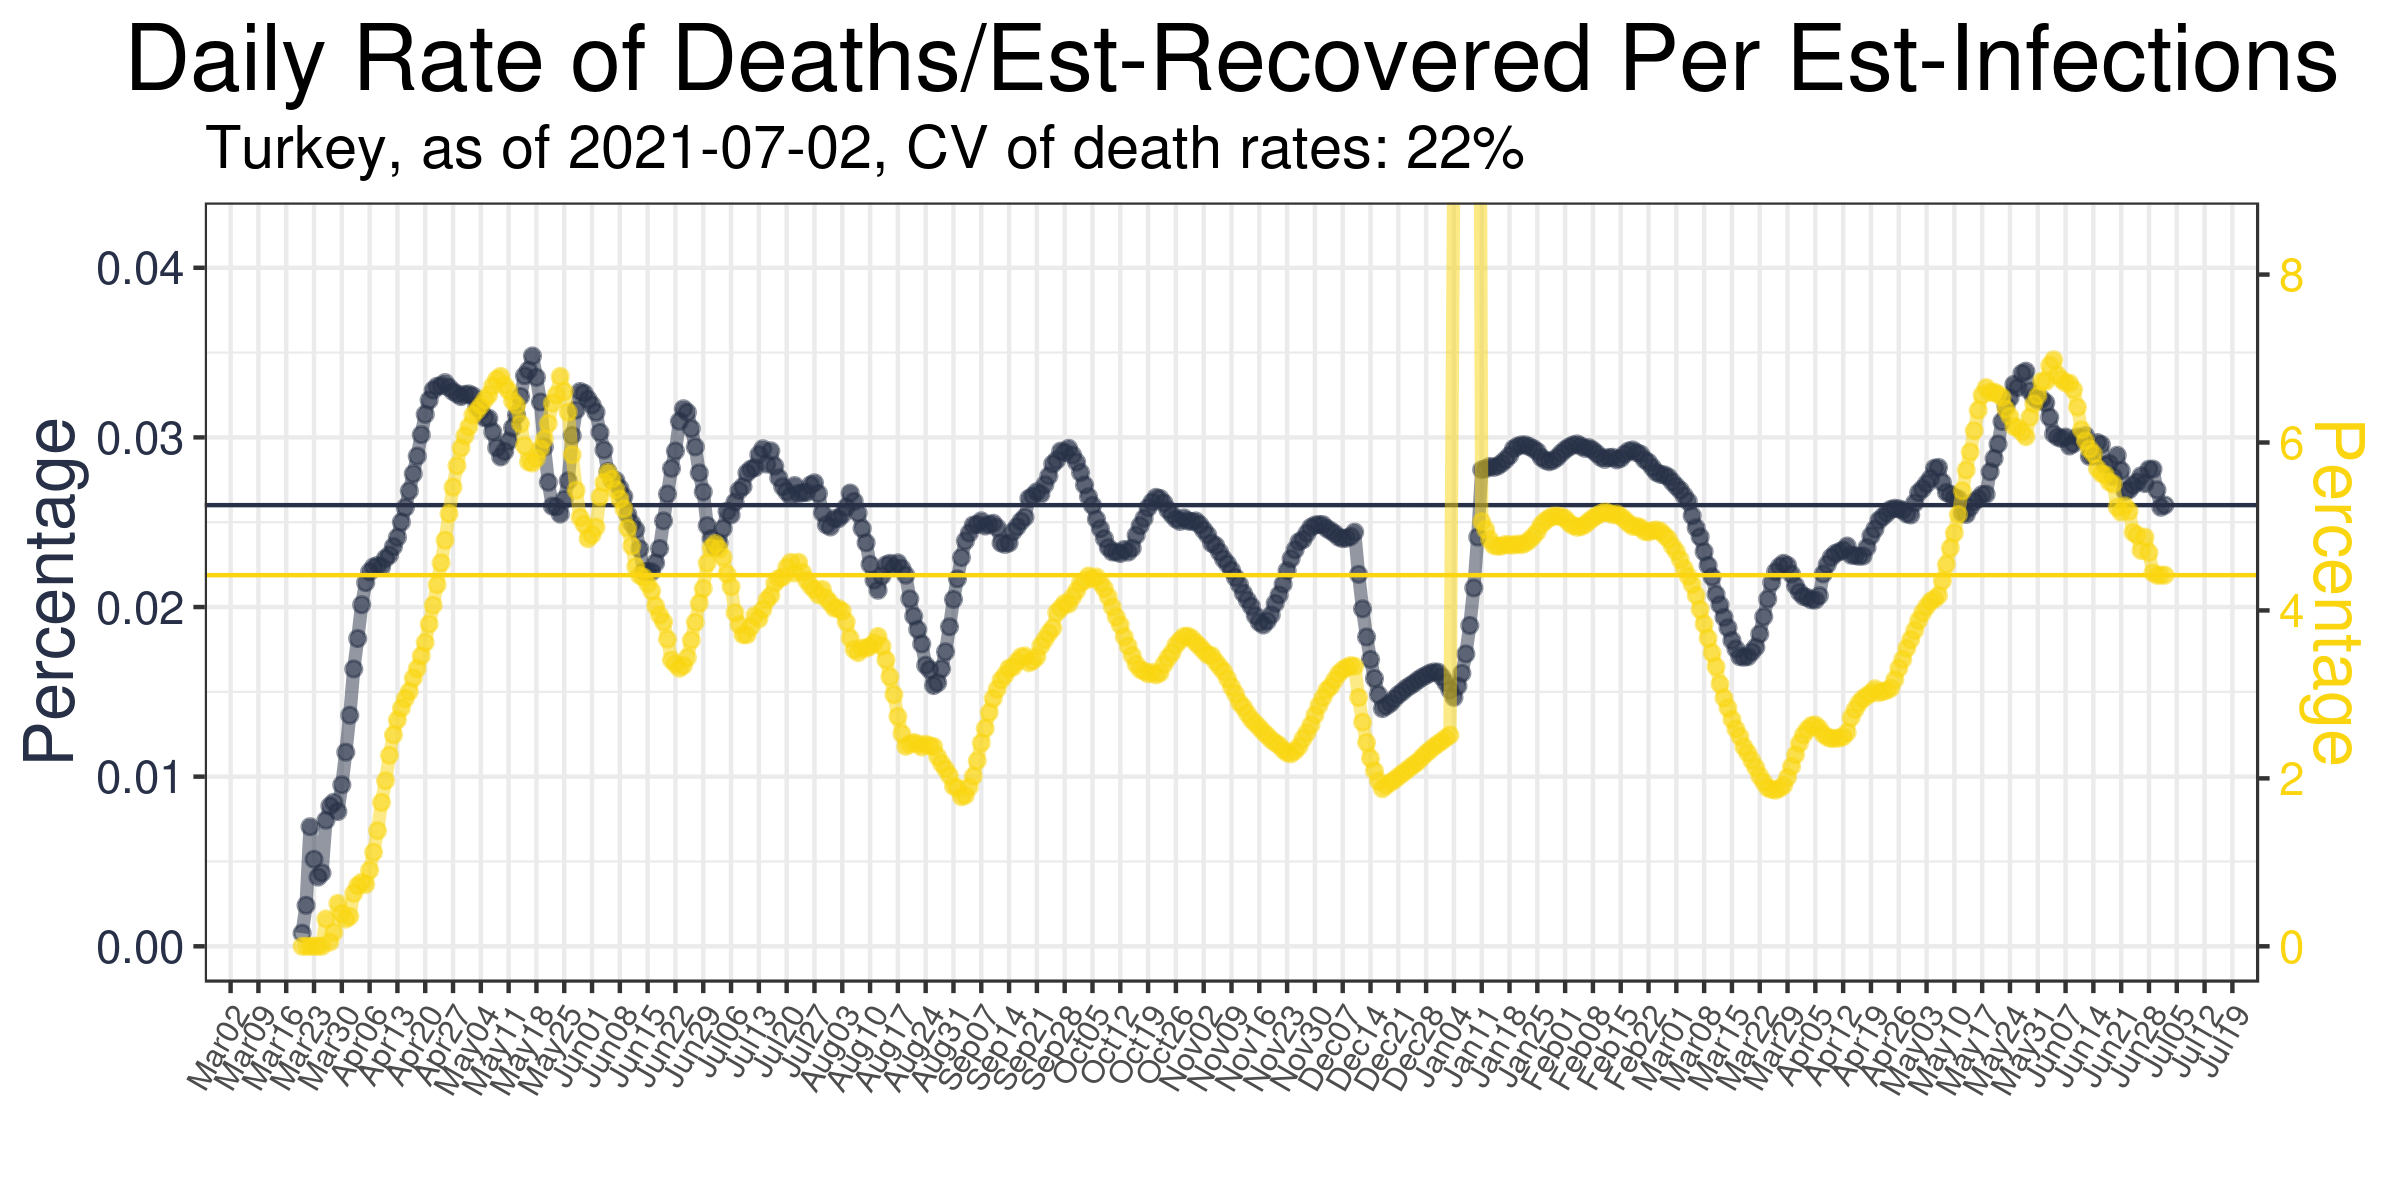 Daily Rate of Deaths/Est-Recovered Per Est-Infections
Turkey, as of 2021-07-02, CV of death rates: 22%
Percentage
0.04
0.03
0.02
0.01
0.00
8
6
4
2
0
Percentage
Mar02
Mar09
Mar16
Mar23
Mar30
Apr06
Apr13
Apr20
Apr27
May04
May11
May18
May25
Jun01
Jun08
Jun15
Jun22
Jun29
Jul06
Jul13
Jul20
Jul27
Aug03
Aug10
Aug17
Aug24
Aug31
Sep07
Sep14
Sep21
Sep28
Oct05
Oct12
Oct19
Oct26
Nov02
Nov09
Nov16
Nov23
Nov30
Dec07
Dec14
Dec21
Dec28
Jan04
Jan11
Jan18
Jan25
Feb01
Feb08
Feb15
Feb22
Mar01
Mar08
Mar15
Mar22
Mar29
Apr05
Apr12
Apr19
Apr26
May03
May10
May17
May24
May31
Jun07
Jun14
Jun21
Jun28
Jul05
Jul12
Jul19